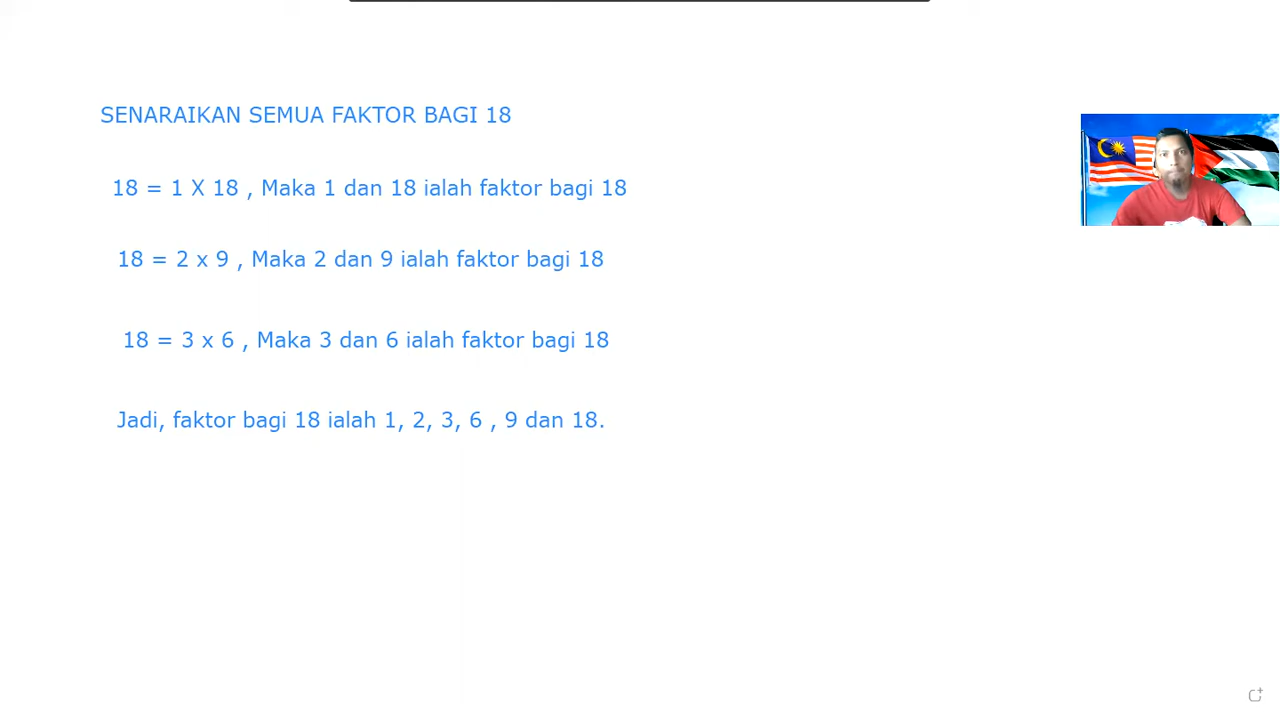 SENARAIKAN SEMUA FAKTOR BAGI 18
18 = 1 X 18 , Maka 1 dan 18 ialah faktor bagi 18
18 = 2 x 9 , Maka 2 dan 9 ialah faktor bagi 18
18 = 3 x 6 , Maka 3 dan 6 ialah faktor bagi 18
Jadi, faktor bagi 18 ialah 1, 2, 3, 6 , 9 dan 18.